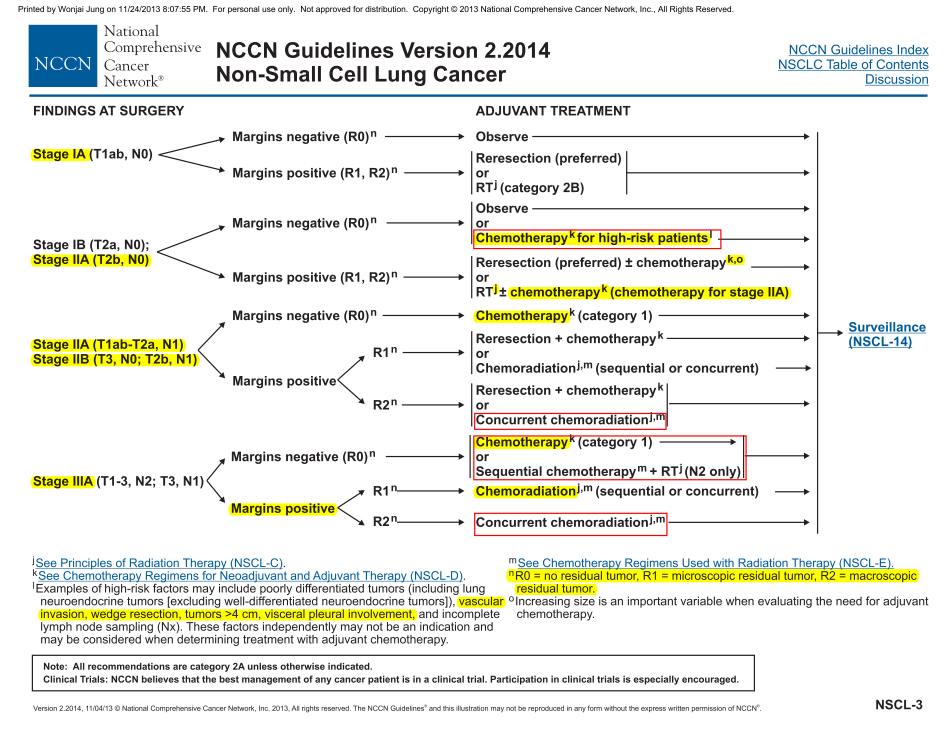 Printed by Wonjai Jung on 11/24/2013 8:07:55 PM. For personal use only. Not approved for distribution. Copyright © 2013 National Comprehensive Cancer Network, Inc., All Rights Reserved.
NCCN
National
Comprehensive
Cancer
Network®
NCCN Guidelines Version 2.2014
Non-Small Cell Lung Cancer
NCCN Guidelines Index
NSCLC Table of Contents
Discussion
FINDINGS AT SURGERY
ADJUVANT TREATMENT
Stage IA (T1ab, N0)
Margins negative (R0)n
Observe
Margins positive (R1, R2)n
Reresection (preferred)
or
RTj (category 2B)
Stage IB (T2a, N0);
Stage IIA (T2b, N0)
Margins negative (R0)n
Observe
or
Chemotherapyk for high-risk patientsl
Margins positive (R1, R2)n
Reresection (preferred) ± chemotherapyk,o
or
RTj ± chemotherapyk (chemotherapy for stage IIA)
Stage IIA (T1ab-T2a, N1)
Stage IIB (T3, N0; T2b, N1)
Margins negative (R0)n
Chemotherapyk (category 1)
Margins positive
R1n
Reresection + chemotherapyk
or
Chemoradiationj,m (sequential or concurrent)
R2n
Reresection + chemotherapyk
or
Concurrent chemoradiationj,m
Stage IIIA (T1-3, N2; T3, N1)
Margins negative (R0)n
Chemotherapyk (category 1)
or
Sequential chemotherapym + RTj (N2 only)
Margins positive
R1n
Chemoradiationj,m (sequential or concurrent)
R2n
Concurrent chemoradiationj,m
Surveillance
(NSCL-14)
jSee Principles of Radiation Therapy (NSCL-C).
kSee Chemotherapy Regimens for Neoadjuvant and Adjuvant Therapy (NSCL-D).
lExamples of high-risk factors may include poorly differentiated tumors (including lung
neuroendocrine tumors [excluding well-differentiated neuroendocrine tumors]), vascular
invasion, wedge resection, tumors >4 cm, visceral pleural involvement, and incomplete
lymph node sampling (Nx). These factors independently may not be an indication and
may be considered when determining treatment with adjuvant chemotherapy.
mSee Chemotherapy Regimens Used with Radiation Therapy (NSCL-E).
nR0 = no residual tumor, R1 = microscopic residual tumor, R2 = macroscopic
residual tumor.
oIncreasing size is an important variable when evaluating the need for adjuvant
chemotherapy.
Note: All recommendations are category 2A unless otherwise indicated.
Clinical Trials: NCCN believes that the best management of any cancer patient is in a clinical trial. Participation in clinical trials is especially encouraged.
Version 2.2014, 11/04/13 © National Comprehensive Cancer Network, Inc. 2013, All rights reserved. The NCCN Guidelines® and this illustration may not be reproduced in any form without the express written permission of NCCN®.
NSCL-3